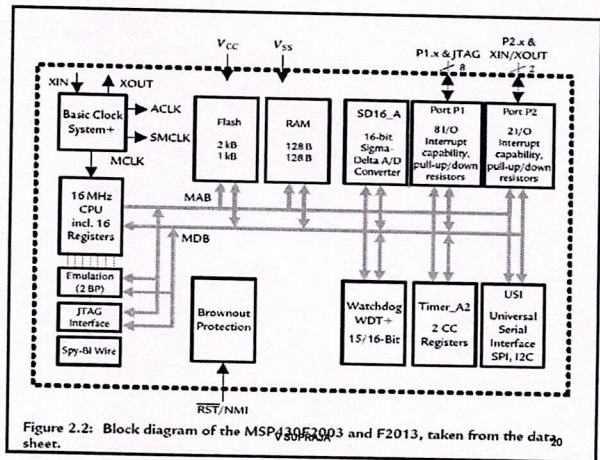 V_CC
V_SS
P1.x & JTAG
8
P2.x &
XIN/XOUT
2
XIN
XOUT
Basic Clock
System+
ACLK
SMCLK
MCLK
Flash
2 kB
1 kB
RAM
128 B
128 B
SD16_A
16-bit
Sigma-
Delta A/D
Converter
Port P1
8 I/O
Interrupt
capability,
pull-up/down
resistors
Port P2
2 I/O
Interrupt
capability,
pull-up/down
resistors
16 MHz
CPU
incl. 16
Registers
MAB
MDB
Emulation
(2 BP)
JTAG
Interface
Spy-BI Wire
Brownout
Protection
RST/NMI
Watchdog
WDT+
15/16-Bit
Timer_A2
2 CC
Registers
USI
Universal
Serial
Interface
SPI, I2C
Figure 2.2: Block diagram of the MSP430F2003 and F2013, taken from the data
sheet.
V SUPRAJA
20